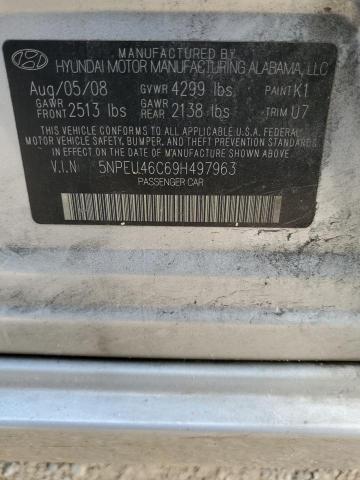 MANUFACTURED BY
HYUNDAI MOTOR MANUFACTURING ALABAMA, LLC
Aug/05/08 GVWR 4299 lbs PAINT K1
GAWR FRONT 2513 lbs GAWR REAR 2138 lbs TRIM U7
THIS VEHICLE CONFORMS TO ALL APPLICABLE U.S.A. FEDERAL
MOTOR VEHICLE SAFETY, BUMPER, AND THEFT PREVENTION
STANDARDS IN EFFECT ON THE DATE OF MANUFACTURE SHOWN ABOVE.
V.I.N 5NPEU46C69H497963
PASSENGER CAR